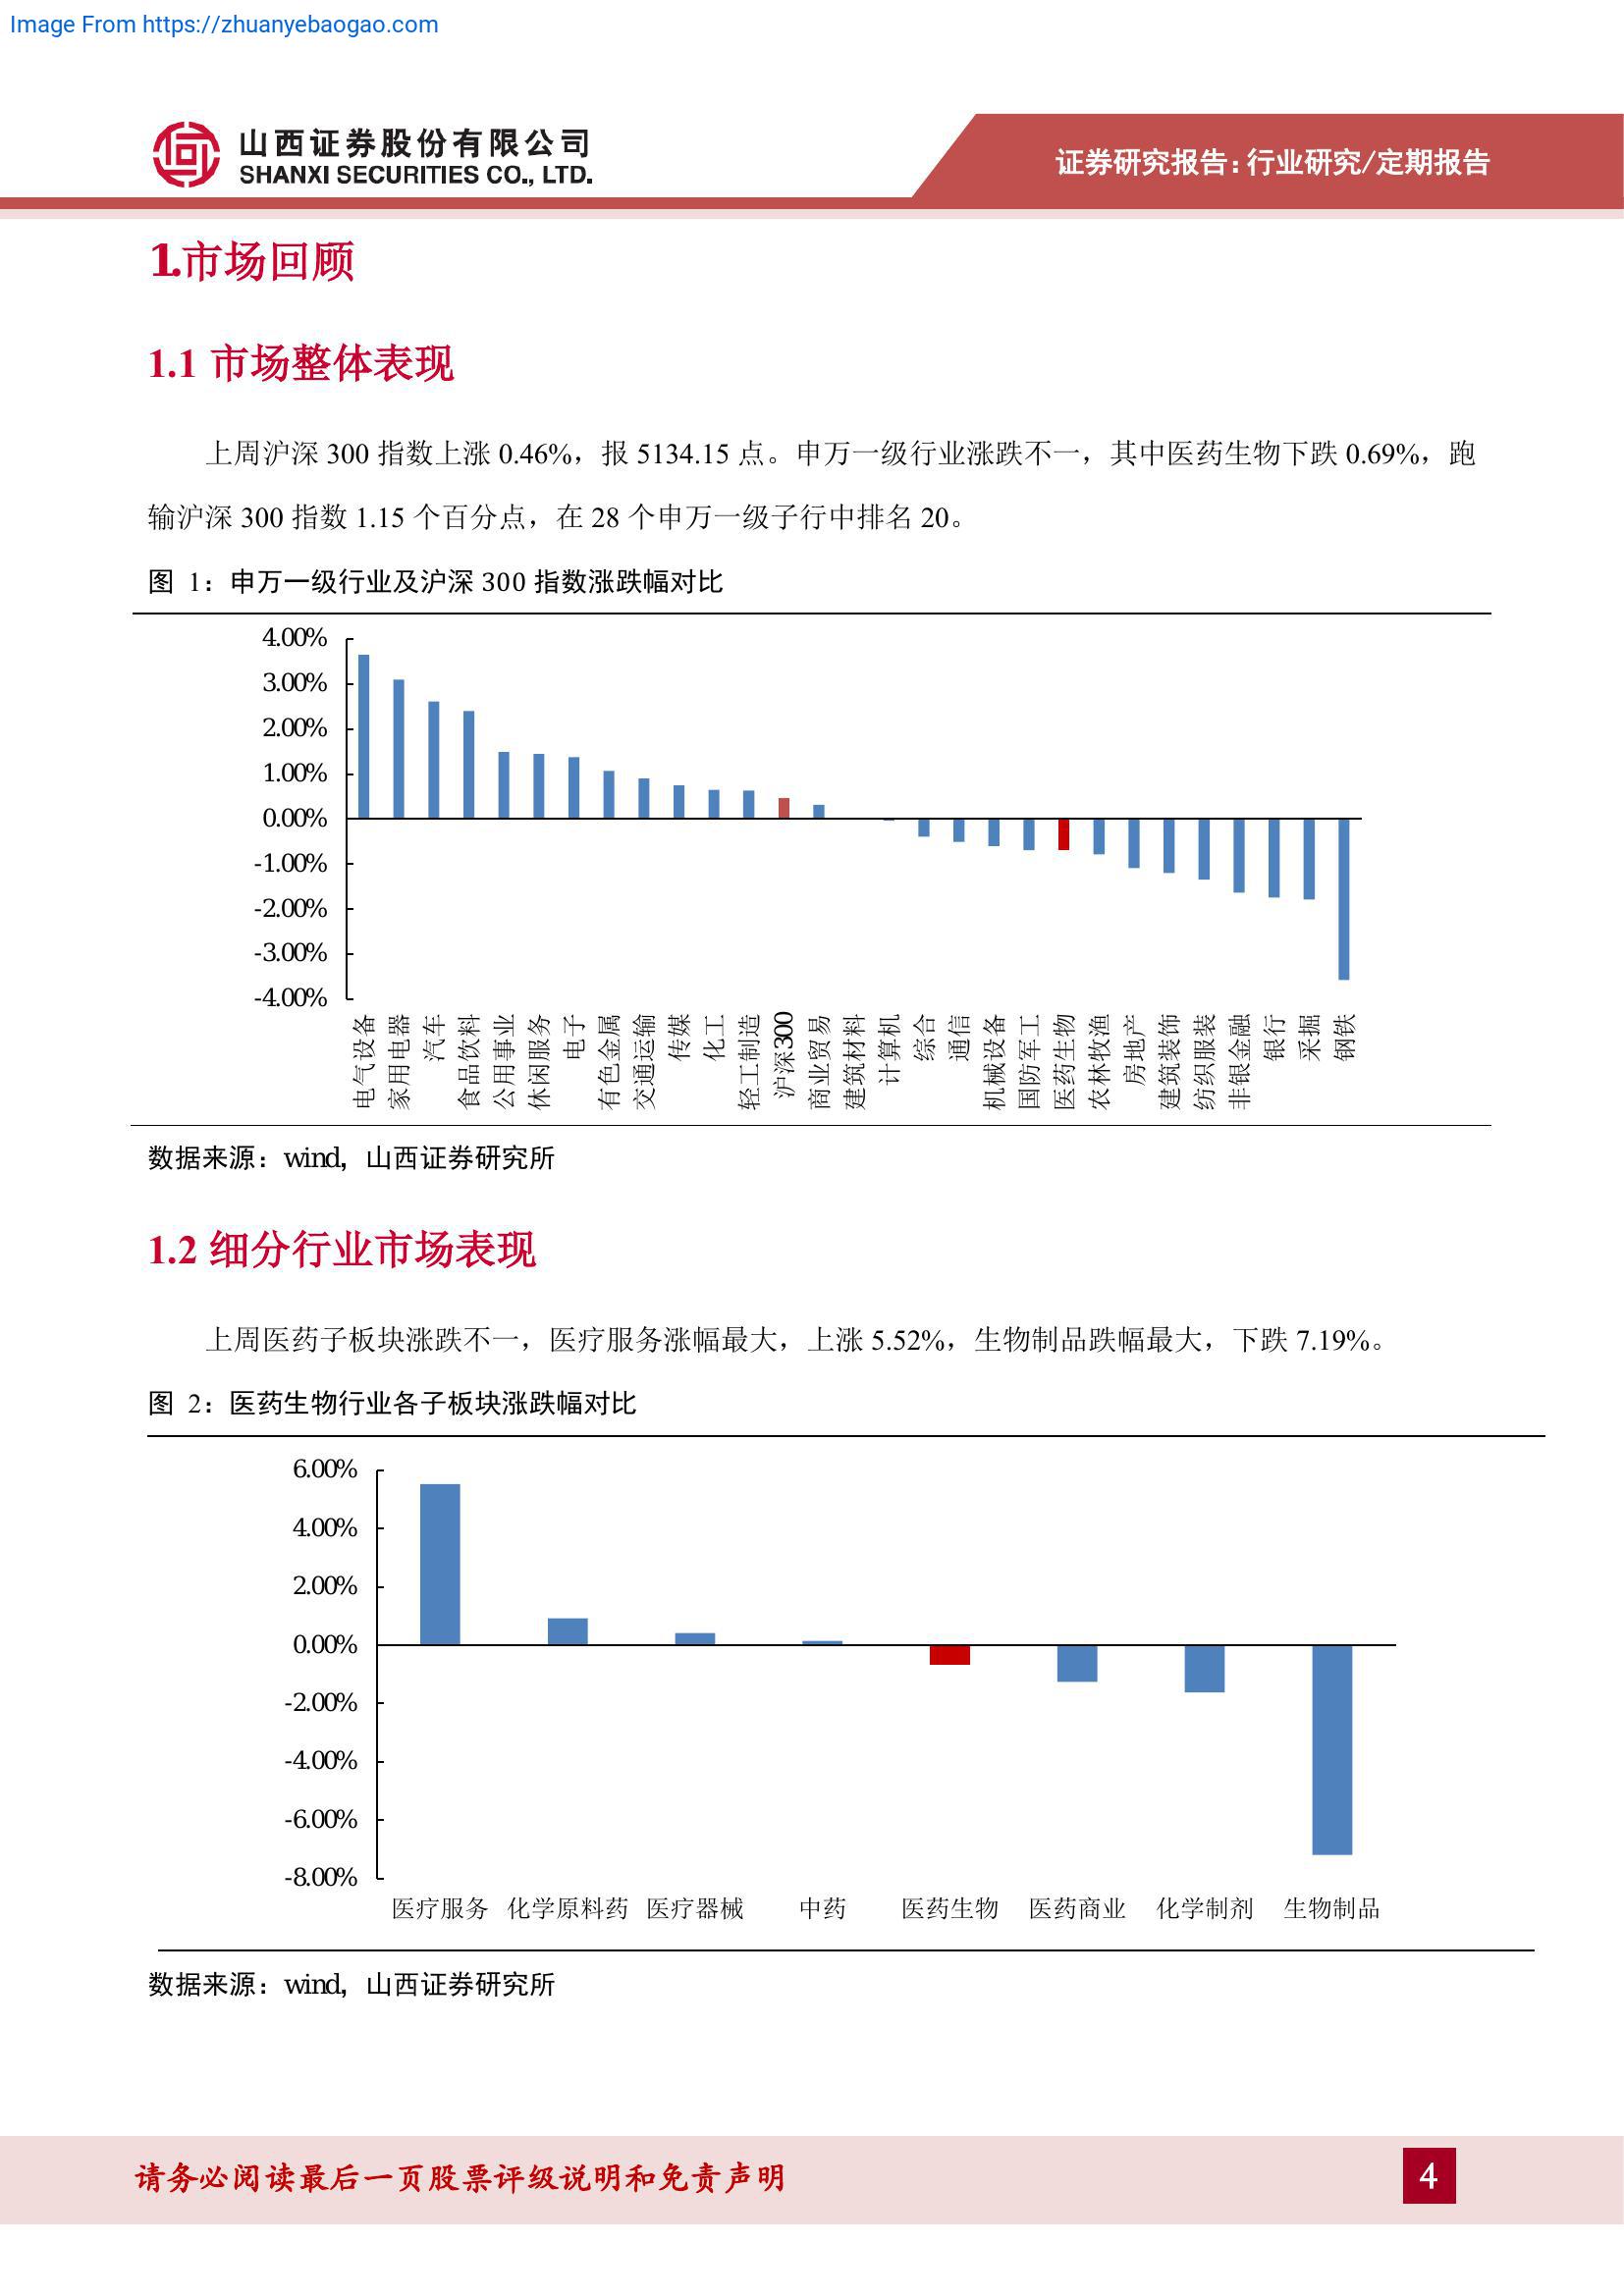 Image From https://zhuanyebaogao.com
山西证券股份有限公司
SHANXI SECURITIES CO., LTD.
证券研究报告：行业研究/定期报告
1.市场回顾
1.1 市场整体表现
上周沪深 300 指数上涨 0.46%，报 5134.15 点。申万一级行业涨跌不一，其中医药生物下跌 0.69%，跑
输沪深 300 指数 1.15 个百分点，在 28 个申万一级子行中排名 20。
图 1：申万一级行业及沪深 300 指数涨跌幅对比
4.00%
3.00%
2.00%
1.00%
0.00%
-1.00%
-2.00%
-3.00%
-4.00%
电气设备
家用电器
汽车
食品饮料
公用事业
休闲服务
电子
有色金属
交通运输
传媒
化工
轻工制造
沪深300
商业贸易
建筑材料
计算机
综合
通信
机械设备
国防军工
医药生物
农林牧渔
房地产
建筑装饰
纺织服装
非银金融
银行
采掘
钢铁
数据来源：wind，山西证券研究所
1.2 细分行业市场表现
上周医药子板块涨跌不一，医疗服务涨幅最大，上涨 5.52%，生物制品跌幅最大，下跌 7.19%。
图 2：医药生物行业各子板块涨跌幅对比
6.00%
4.00%
2.00%
0.00%
-2.00%
-4.00%
-6.00%
-8.00%
医疗服务 化学原料药 医疗器械 中药 医药生物 医药商业 化学制剂 生物制品
数据来源：wind，山西证券研究所
请务必阅读最后一页股票评级说明和免责声明
4